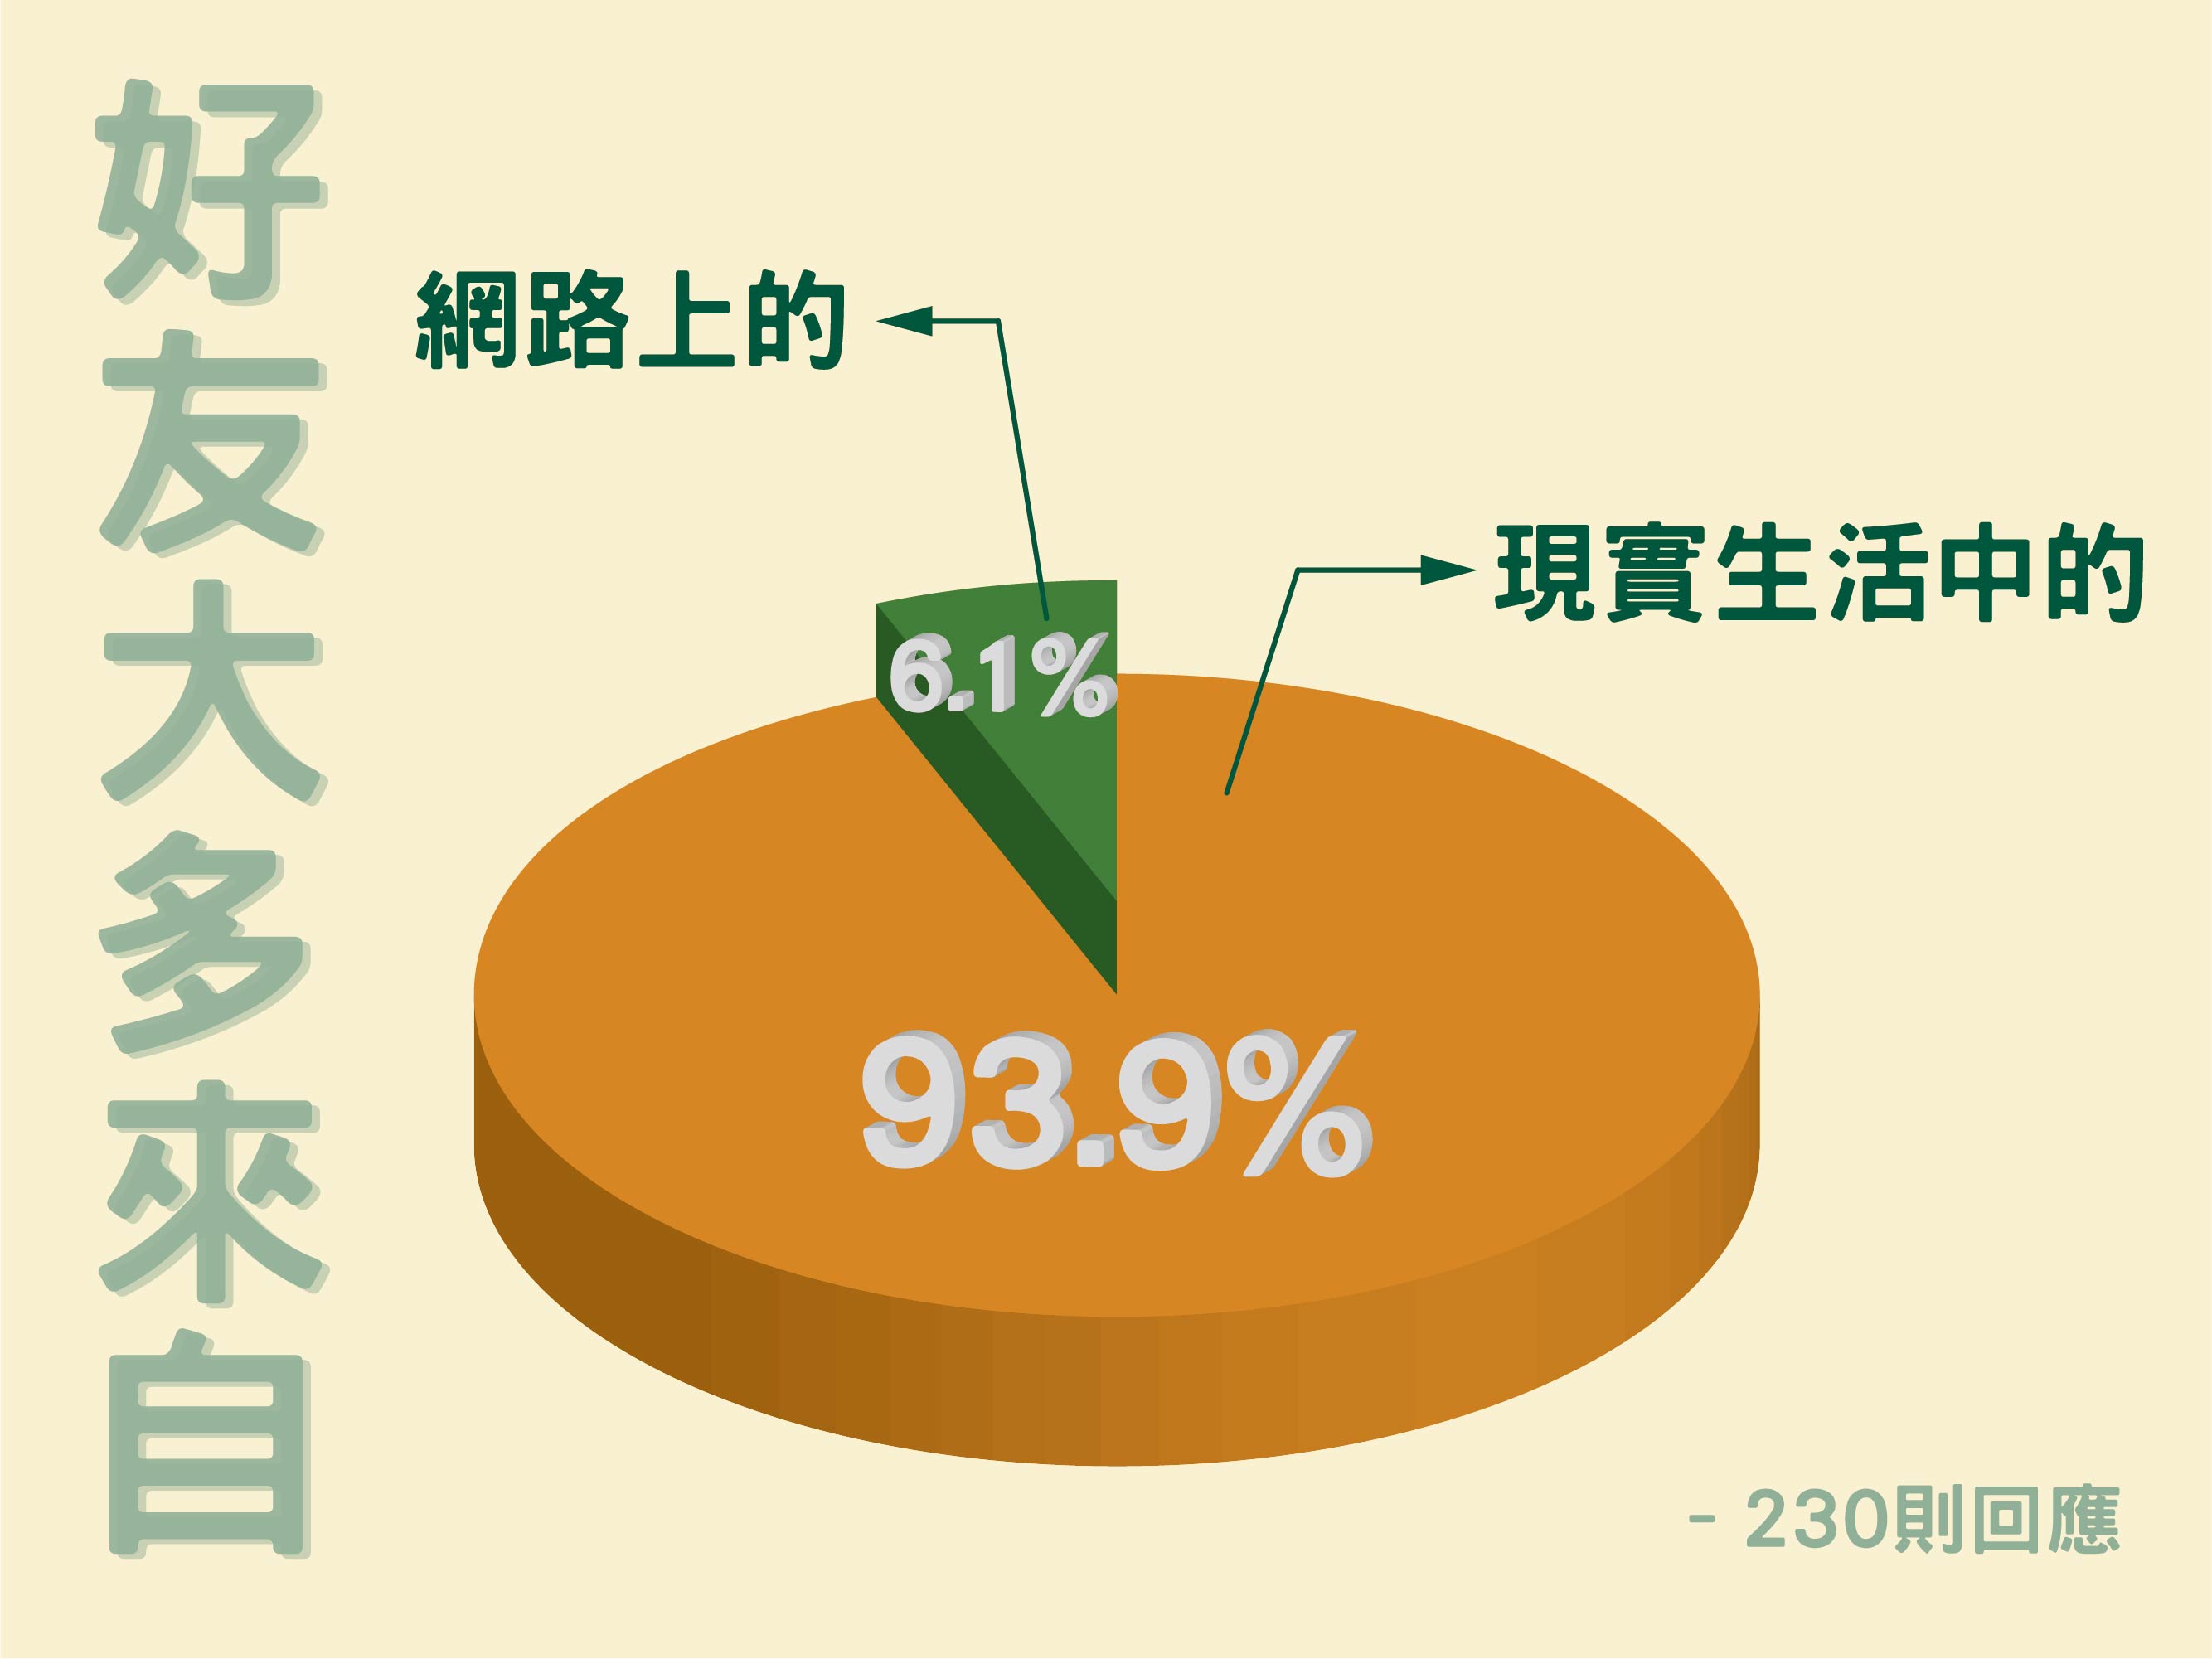 好友大多來自
網路上的
現實生活中的
6.1%
93.9%
- 230則回應